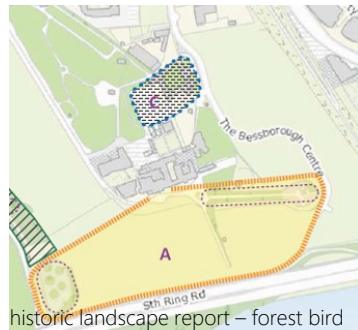 C
The Bessborough Centre
A
Sth Ring Rd
historic landscape report – forest bird